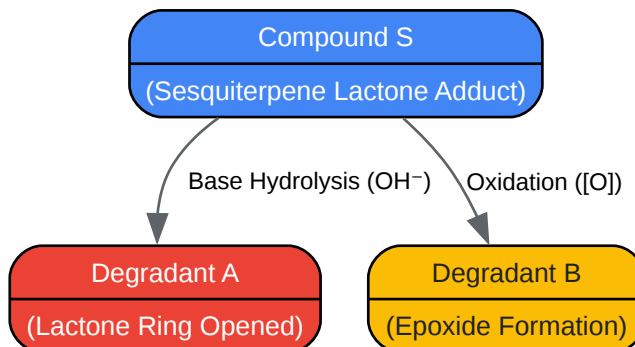 Compound S
(Sesquiterpene Lactone Adduct)
Base Hydrolysis (OH⁻)
Oxidation ([O])
Degradant A
(Lactone Ring Opened)
Degradant B
(Epoxide Formation)